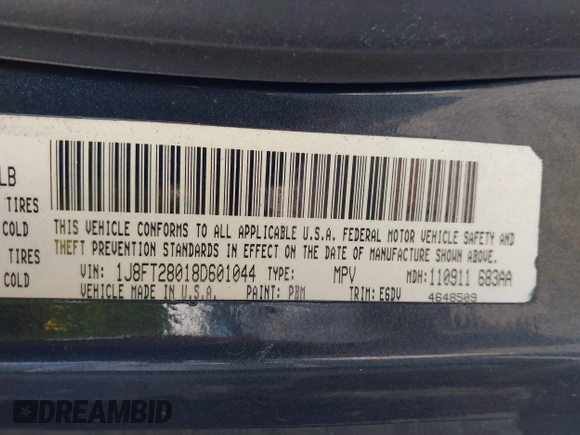 LB
TIRES
COLD
TIRES
COLD
THIS VEHICLE CONFORMS TO ALL APPLICABLE U.S.A. FEDERAL MOTOR VEHICLE SAFETY AND
THEFT PREVENTION STANDARDS IN EFFECT ON THE DATE OF MANUFACTURE SHOWN ABOVE.
VIN: 1J8FT28018D601044 TYPE: MPV MDH: 110911 683AA
VEHICLE MADE IN U.S.A. PAINT: PBM TRIM: E6DV 4648509
DREAMBID